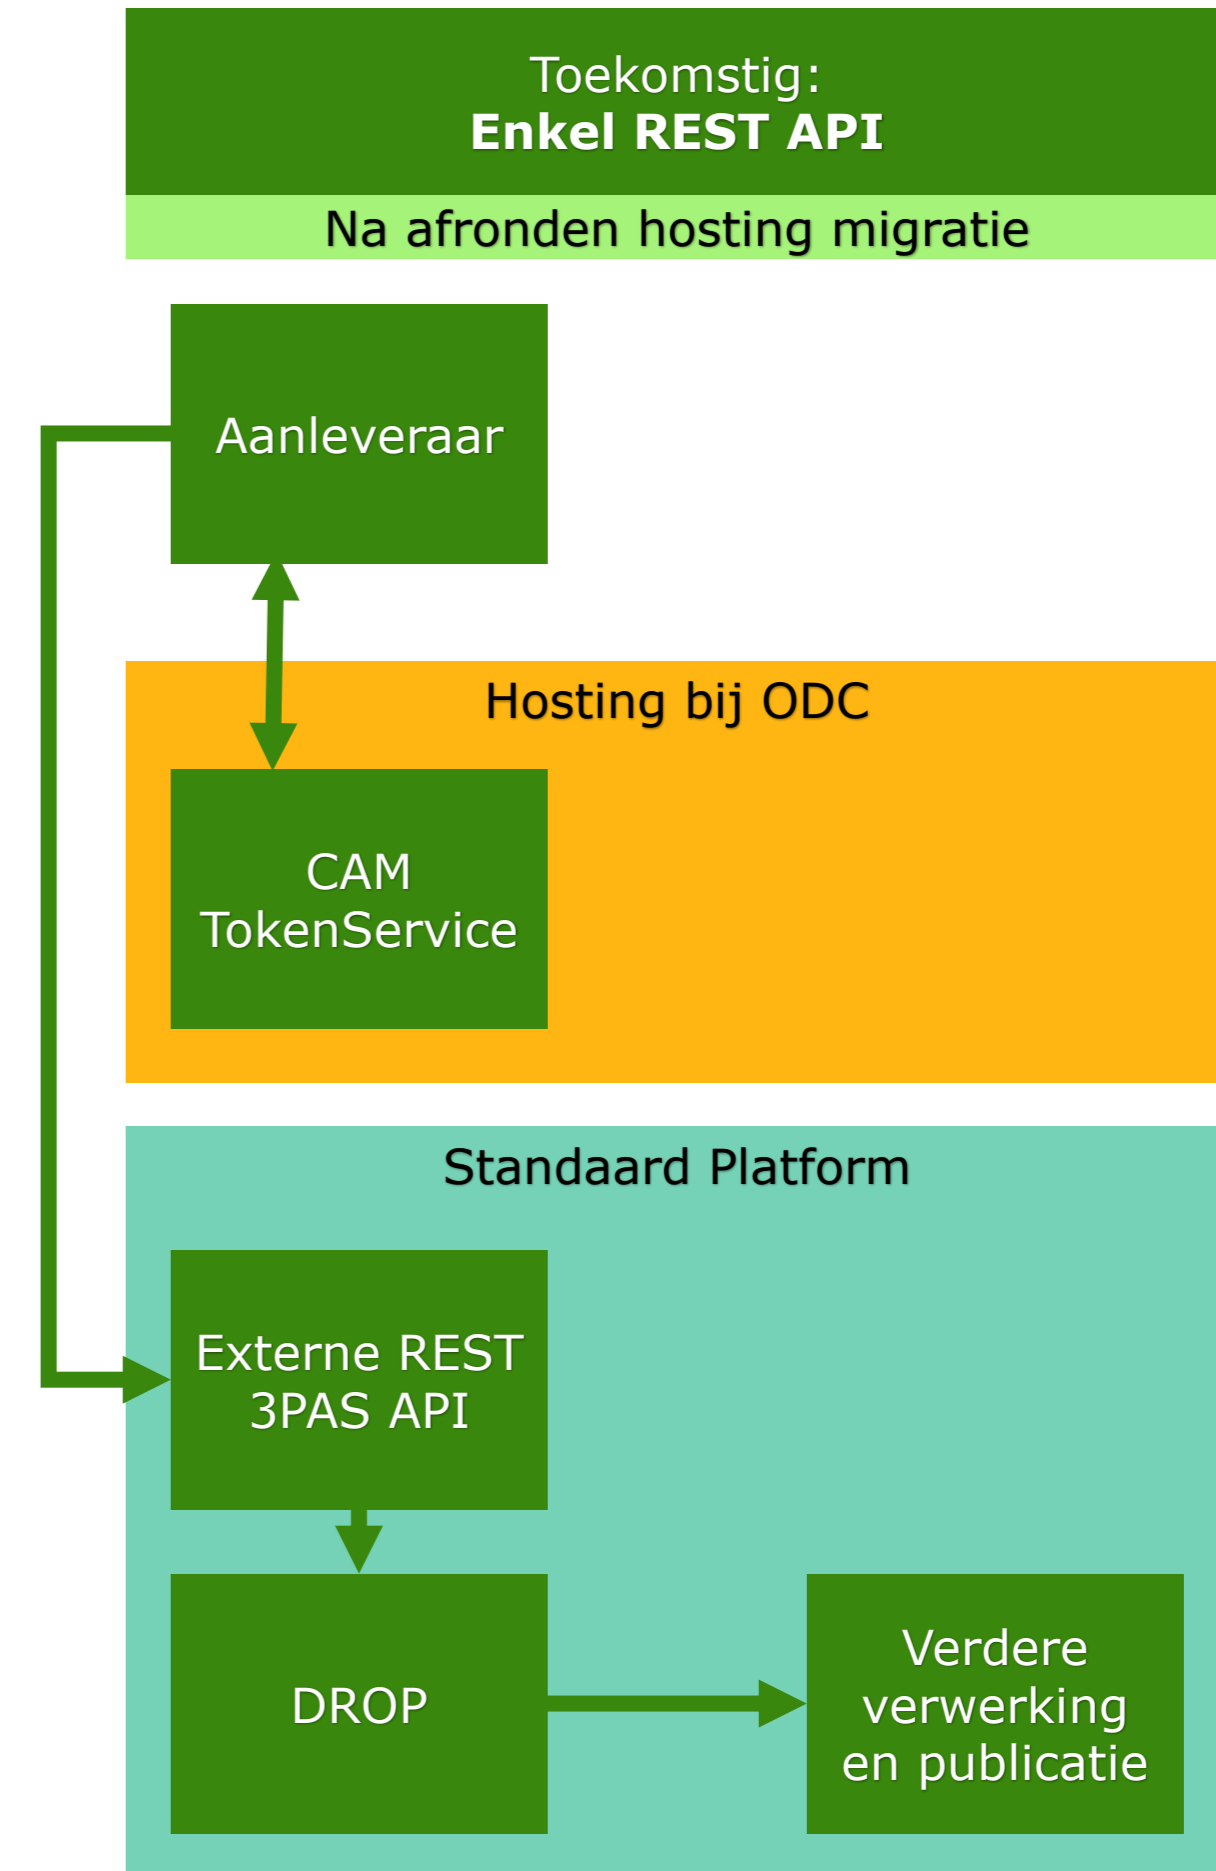 Toekomstig:
Enkel REST API
Na afronden hosting migratie
Aanleveraar
Hosting bij ODC
CAM
TokenService
Standaard Platform
Externe REST
3PAS API
DROP
Verdere
verwerking
en publicatie